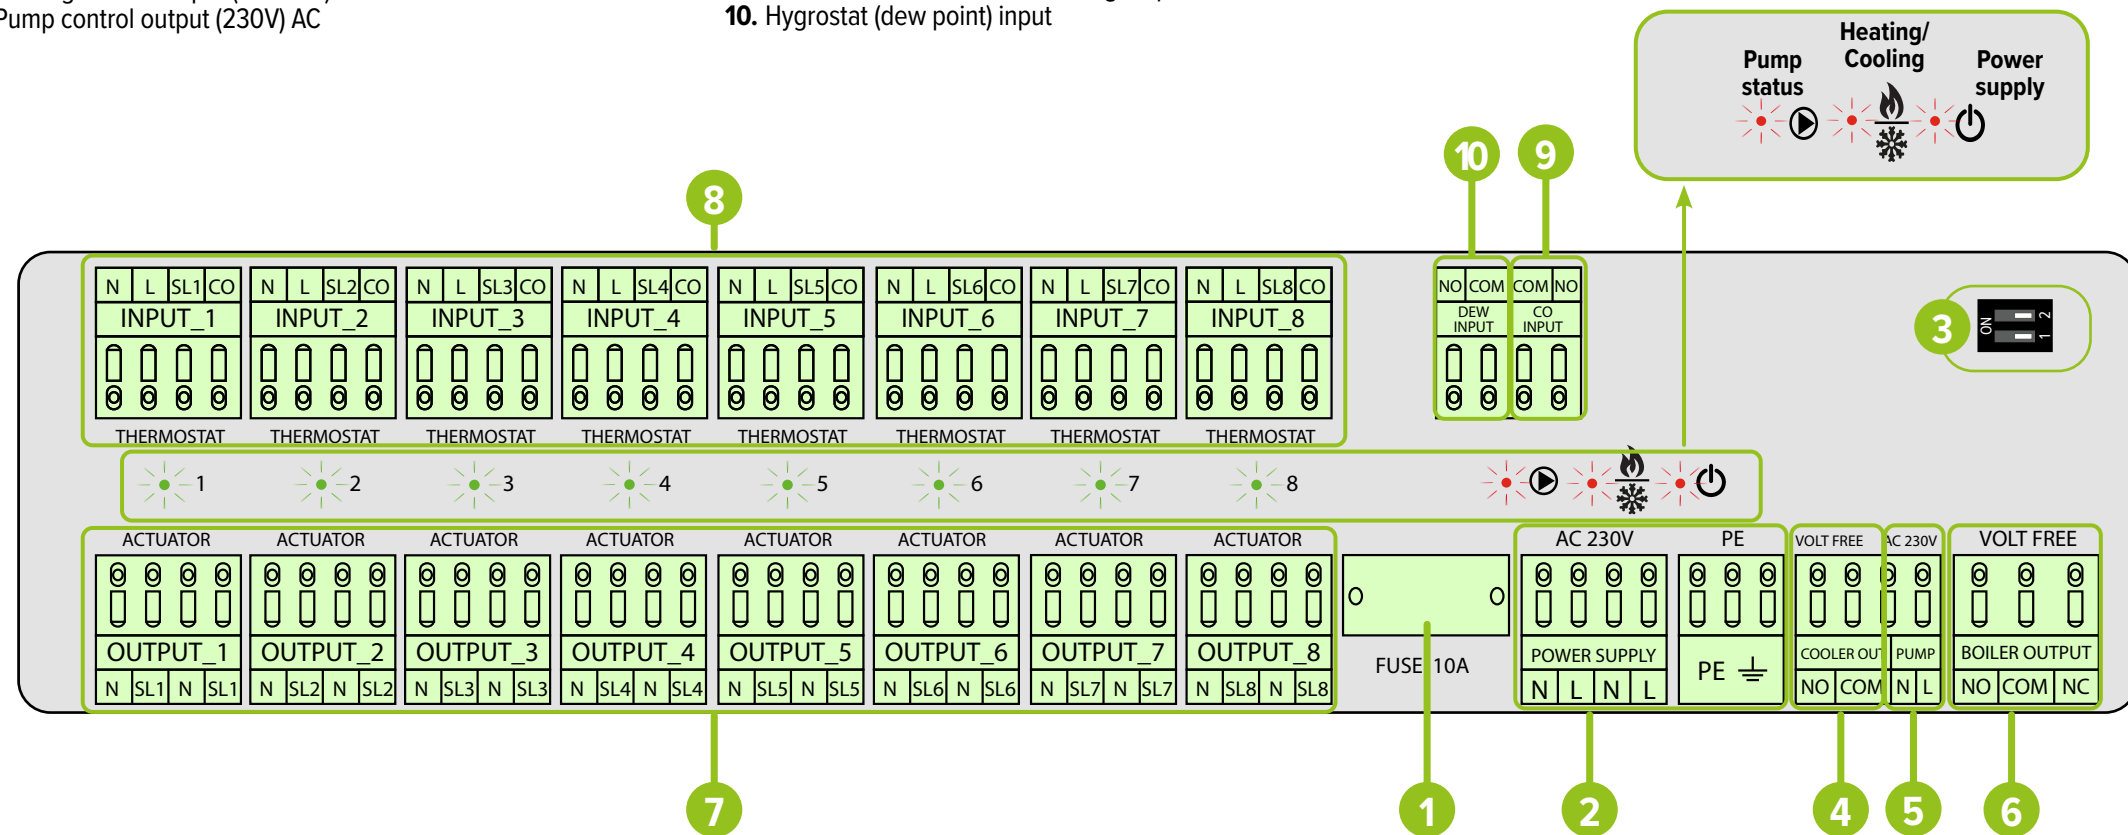 Pump control output (230V) AC
10. Hygrostat (dew point) input
Heating/
Cooling
Pump
status
Power
supply
10 9
8
3
N L SL1 CO N L SL2 CO N L SL3 CO N L SL4 CO N L SL5 CO N L SL6 CO N L SL7 CO N L SL8 CO NO COM COM NO
INPUT_1 INPUT_2 INPUT_3 INPUT_4 INPUT_5 INPUT_6 INPUT_7 INPUT_8
DEW
INPUT
CO
INPUT
ON
1 2
THERMOSTAT THERMOSTAT THERMOSTAT THERMOSTAT THERMOSTAT THERMOSTAT THERMOSTAT THERMOSTAT
1 2 3 4 5 6 7 8
ACTUATOR ACTUATOR ACTUATOR ACTUATOR ACTUATOR ACTUATOR ACTUATOR ACTUATOR AC 230V PE VOLT FREE AC 230V VOLT FREE
OUTPUT_1 OUTPUT_2 OUTPUT_3 OUTPUT_4 OUTPUT_5 OUTPUT_6 OUTPUT_7 OUTPUT_8 FUSE 10A POWER SUPPLY PE COOLER OUT PUMP BOILER OUTPUT
N SL1 N SL1 N SL2 N SL2 N SL3 N SL3 N SL4 N SL4 N SL5 N SL5 N SL6 N SL6 N SL7 N SL7 N SL8 N SL8 N L N L NO COM N L NO COM NC
7 1 2 4 5 6